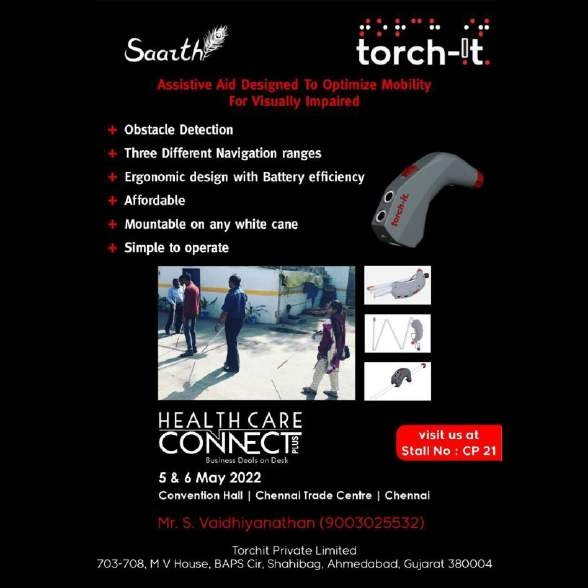 Saarthi
torch-it.
Assistive Aid Designed To Optimize Mobility
For Visually Impaired
+ Obstacle Detection
+ Three Different Navigation ranges
+ Ergonomic design with Battery efficiency
+ Affordable
+ Mountable on any white cane
+ Simple to operate
torch-it.
HEALTH CARE
CONNECT PLUS
Business Deals on Desk
visit us at
Stall No : CP 21
5 & 6 May 2022
Convention Hall | Chennai Trade Centre | Chennai
Mr. S. Vaidhiyanathan (9003025532)
Torchit Private Limited
703-708, M V House, BAPS Cir, Shahibag, Ahmedabad, Gujarat 380004